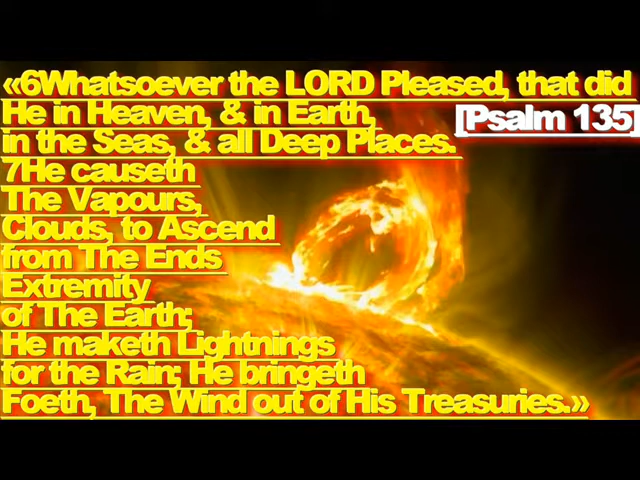 «6Whatsoever the LORD Pleased, that did
He in Heaven, & in Earth,
[Psalm 135]
in the Seas, & all Deep Places.
7He causeth
The Vapours,
Clouds, to Ascend
from The Ends
Extremity
of The Earth;
He maketh Lightnings
for the Rain; He bringeth
Foeth, The Wind out of His Treasuries.»